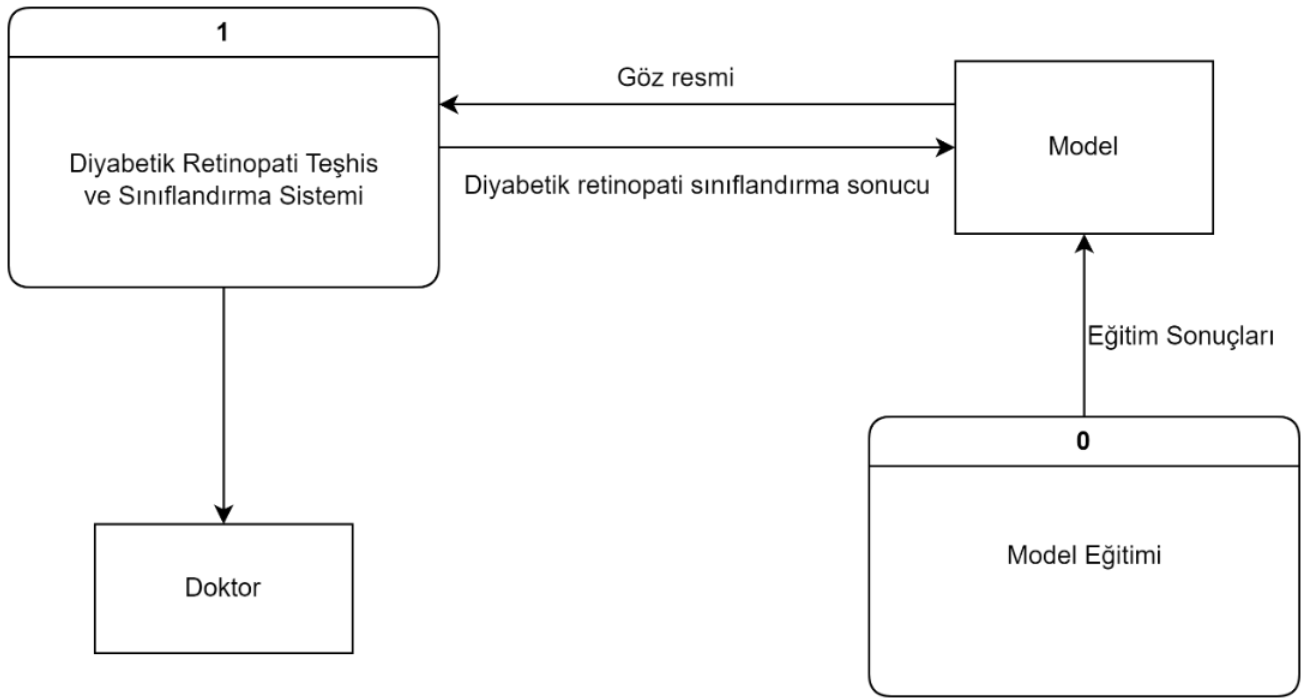 1
Diyabetik Retinopati Teşhis
ve Sınıflandırma Sistemi
Göz resmi
Diyabetik retinopati sınıflandırma sonucu
Model
Eğitim Sonuçları
0
Model Eğitimi
Doktor